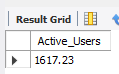 Result Grid
Active_Users
1617.23